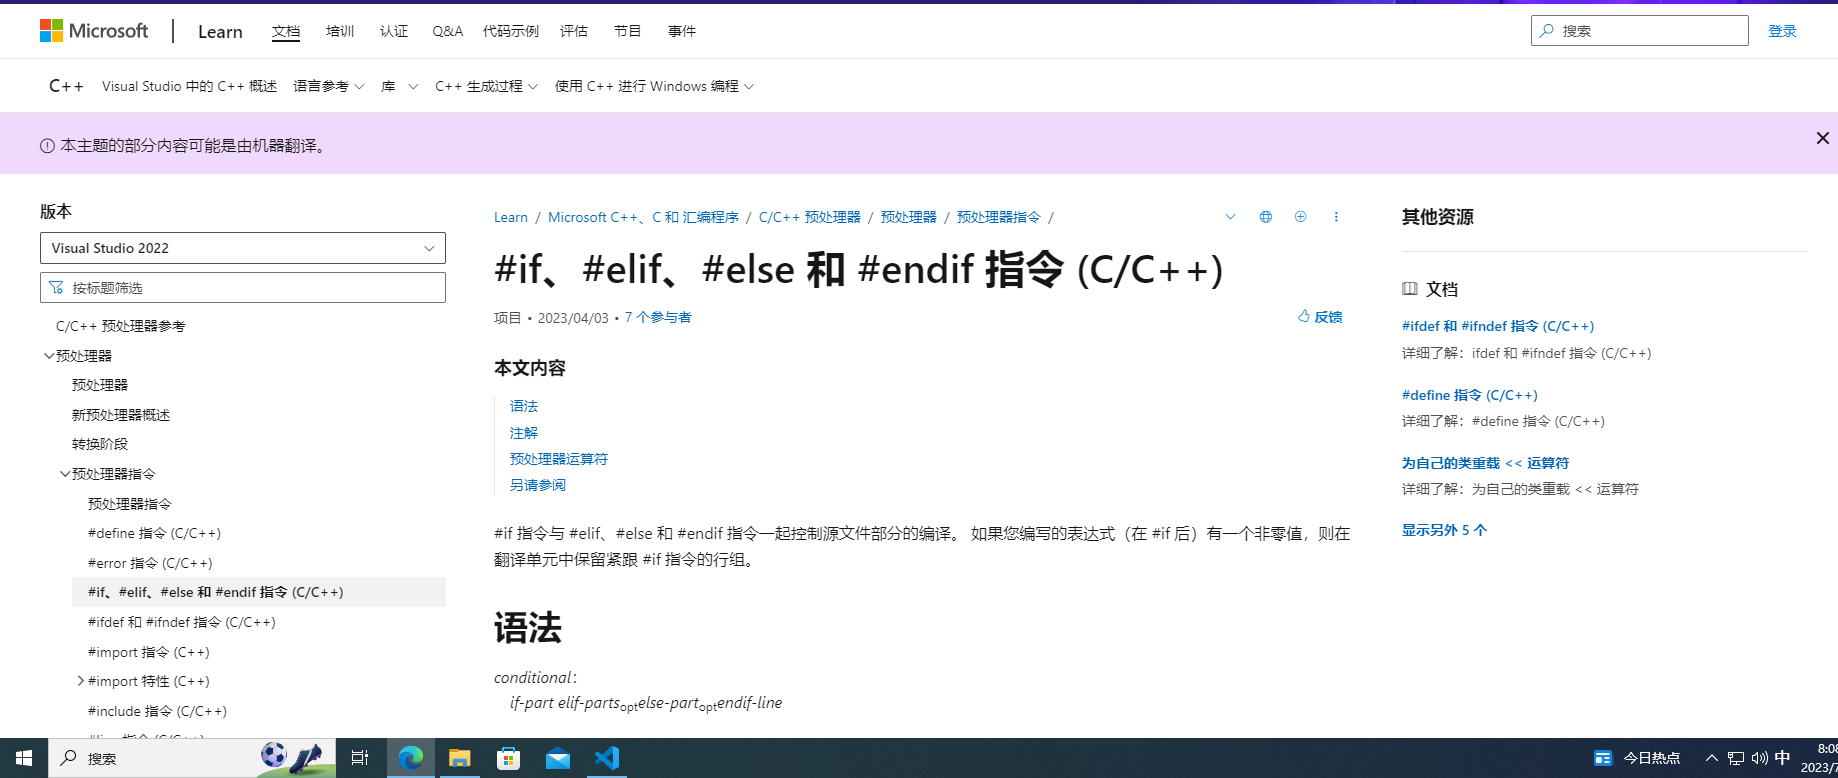 Microsoft Learn 文档 培训 认证 Q&A 代码示例 评估 节目 事件 搜索 登录
C++ Visual Studio 中的 C++ 概述 语言参考 库 C++ 生成过程 使用 C++ 进行 Windows 编程
本主题的部分内容可能是由机器翻译。
版本
Visual Studio 2022
按标题筛选
C/C++ 预处理器参考
预处理器
预处理器
新预处理器概述
转换阶段
预处理器指令
预处理器指令
#define 指令 (C/C++)
#error 指令 (C/C++)
#if、#elif、#else 和 #endif 指令 (C/C++)
#ifdef 和 #ifndef 指令 (C/C++)
#import 指令 (C++)
#import 特性 (C++)
#include 指令 (C/C++)
Learn / Microsoft C++、C 和 汇编程序 / C/C++ 预处理器 / 预处理器 / 预处理器指令 /
#if、#elif、#else 和 #endif 指令 (C/C++)
项目 • 2023/04/03 • 7 个参与者
反馈
本文内容
语法
注解
预处理器运算符
另请参阅
#if 指令与 #elif、#else 和 #endif 指令一起控制源文件部分的编译。 如果您编写的表达式（在 #if 后）有一个非零值，则在
翻译单元中保留紧跟 #if 指令的行组。
语法
conditional：
if-part elif-partsoptelse-partoptendif-line
其他资源
文档
#ifdef 和 #ifndef 指令 (C/C++)
详细了解：ifdef 和 #ifndef 指令 (C/C++)
#define 指令 (C/C++)
详细了解：#define 指令 (C/C++)
为自己的类重载 << 运算符
详细了解：为自己的类重载 << 运算符
显示另外 5 个
搜索
今日热点
中
8:08
2023/7